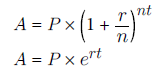 A = P × (1 + r/n)^{nt}
A = P × e^{rt}